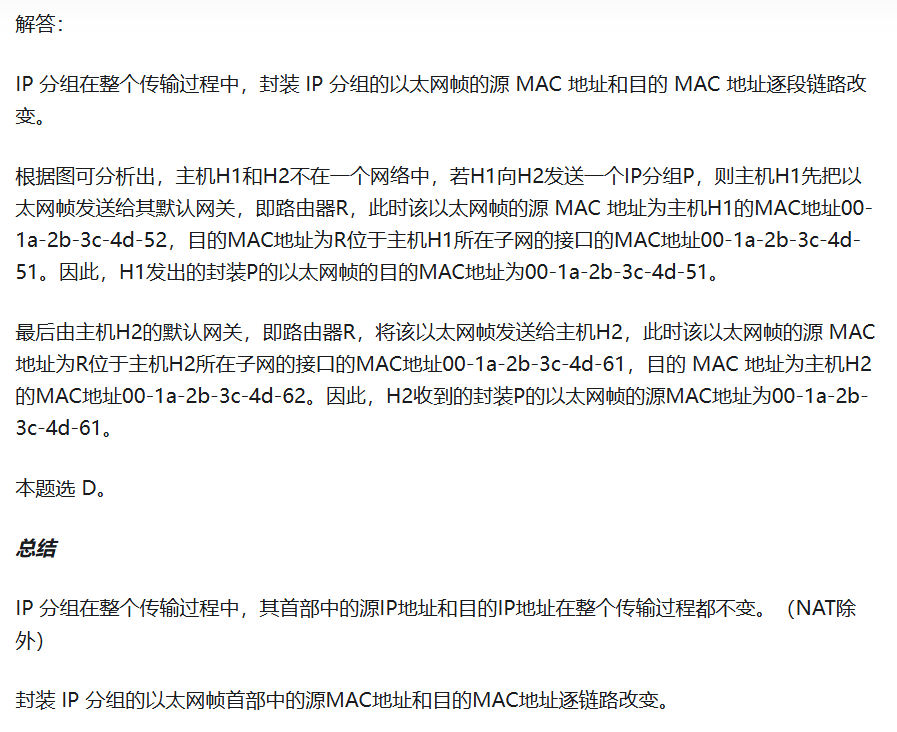 解答：
IP 分组在整个传输过程中，封装 IP 分组的以太网帧的源 MAC 地址和目的 MAC 地址逐段链路改
变。
根据图可分析出，主机H1和H2不在一个网络中，若H1向H2发送一个IP分组P，则主机H1先把以
太网帧发送给其默认网关，即路由器R，此时该以太网帧的源 MAC 地址为主机H1的MAC地址00-
1a-2b-3c-4d-52，目的MAC地址为R位于主机H1所在子网的接口的MAC地址00-1a-2b-3c-4d-
51。因此，H1发出的封装P的以太网帧的目的MAC地址为00-1a-2b-3c-4d-51。
最后由主机H2的默认网关，即路由器R，将该以太网帧发送给主机H2，此时该以太网帧的源 MAC
地址为R位于主机H2所在子网的接口的MAC地址00-1a-2b-3c-4d-61，目的 MAC 地址为主机H2
的MAC地址00-1a-2b-3c-4d-62。因此，H2收到的封装P的以太网帧的源MAC地址为00-1a-2b-
3c-4d-61。
本题选 D。
总结
IP 分组在整个传输过程中，其首部中的源IP地址和目的IP地址在整个传输过程都不变。（NAT除
外）
封装 IP 分组的以太网帧首部中的源MAC地址和目的MAC地址逐链路改变。